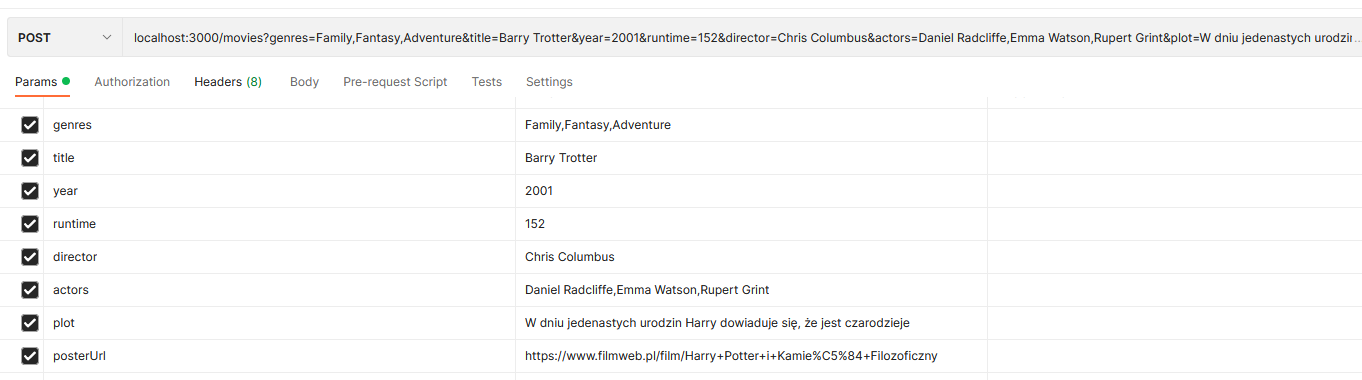 POST localhost:3000/movies?genres=Family,Fantasy,Adventure&title=Barry Trotter&year=2001&runtime=152&director=Chris Columbus&actors=Daniel Radcliffe,Emma Watson,Rupert Grint&plot=W dniu jedenastych urodzin...
Params Authorization Headers (8) Body Pre-request Script Tests Settings
genres Family,Fantasy,Adventure
title Barry Trotter
year 2001
runtime 152
director Chris Columbus
actors Daniel Radcliffe,Emma Watson,Rupert Grint
plot W dniu jedenastych urodzin Harry dowiaduje się, że jest czarodzieje
posterUrl https://www.filmweb.pl/film/Harry+Potter+i+Kamie%C5%84+Filozoficzny